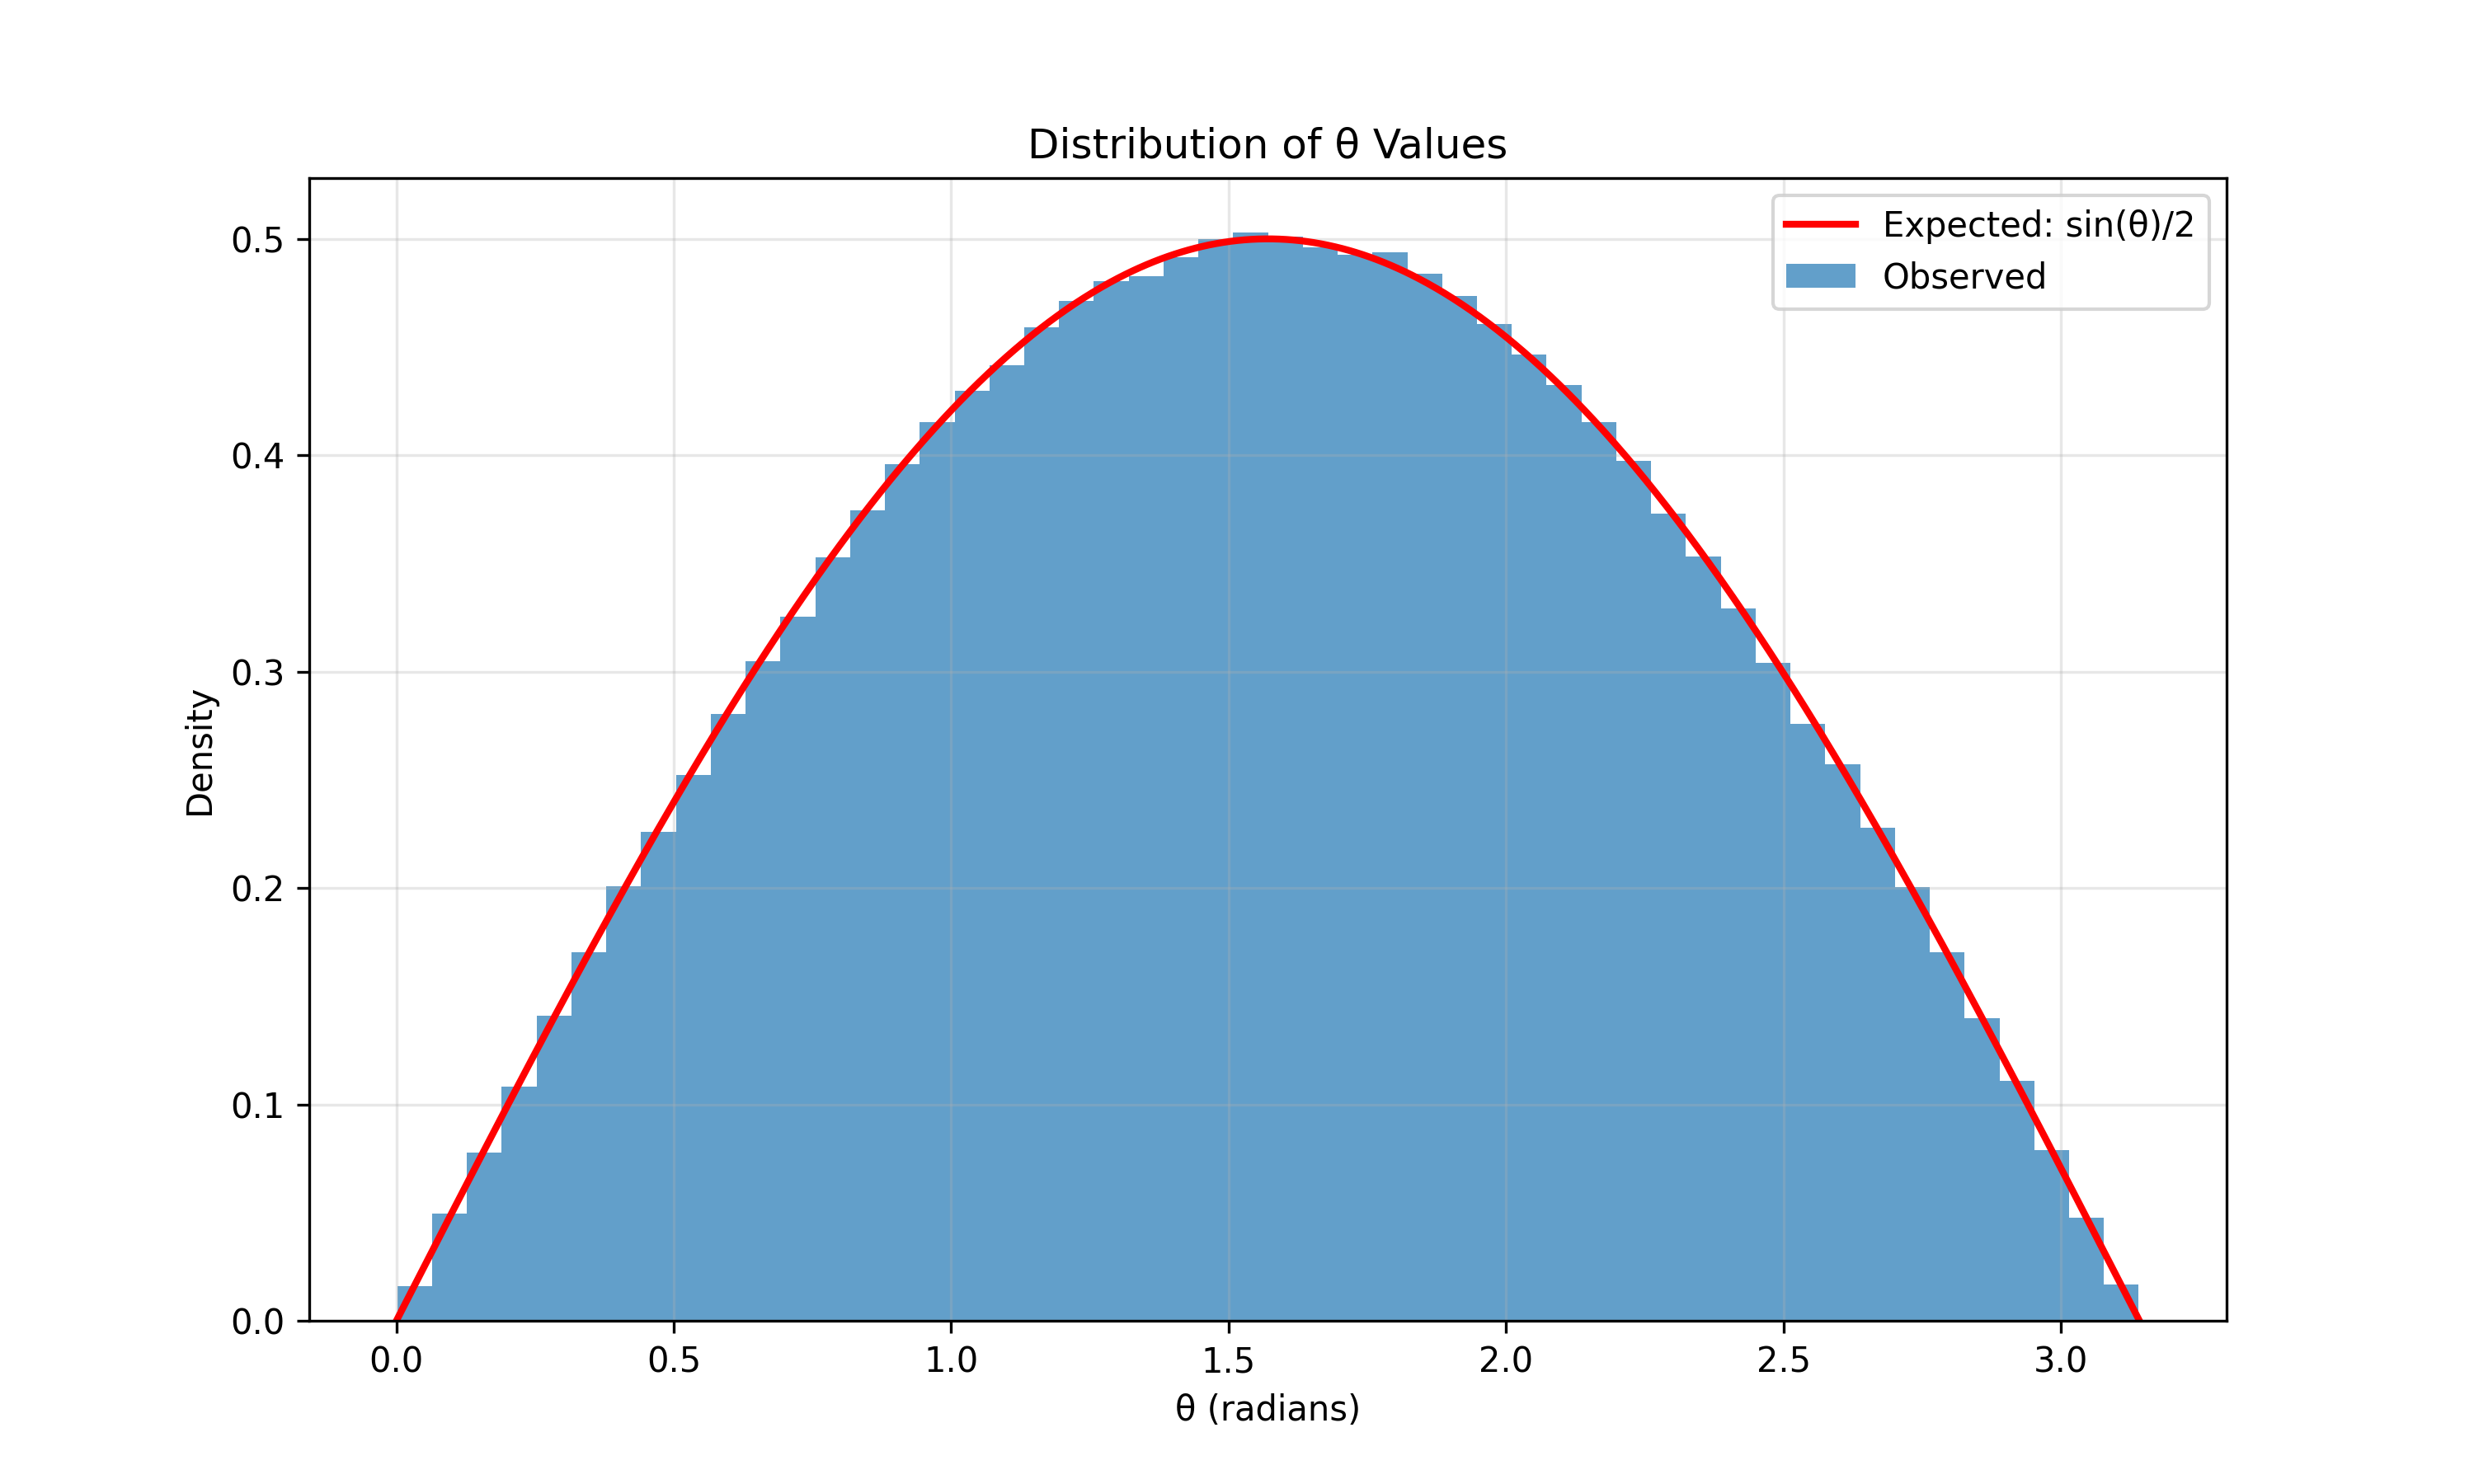 Distribution of θ Values
Expected: sin(θ)/2
Observed
Density
0.5
0.4
0.3
0.2
0.1
0.0
0.0 0.5 1.0 1.5 2.0 2.5 3.0
θ (radians)